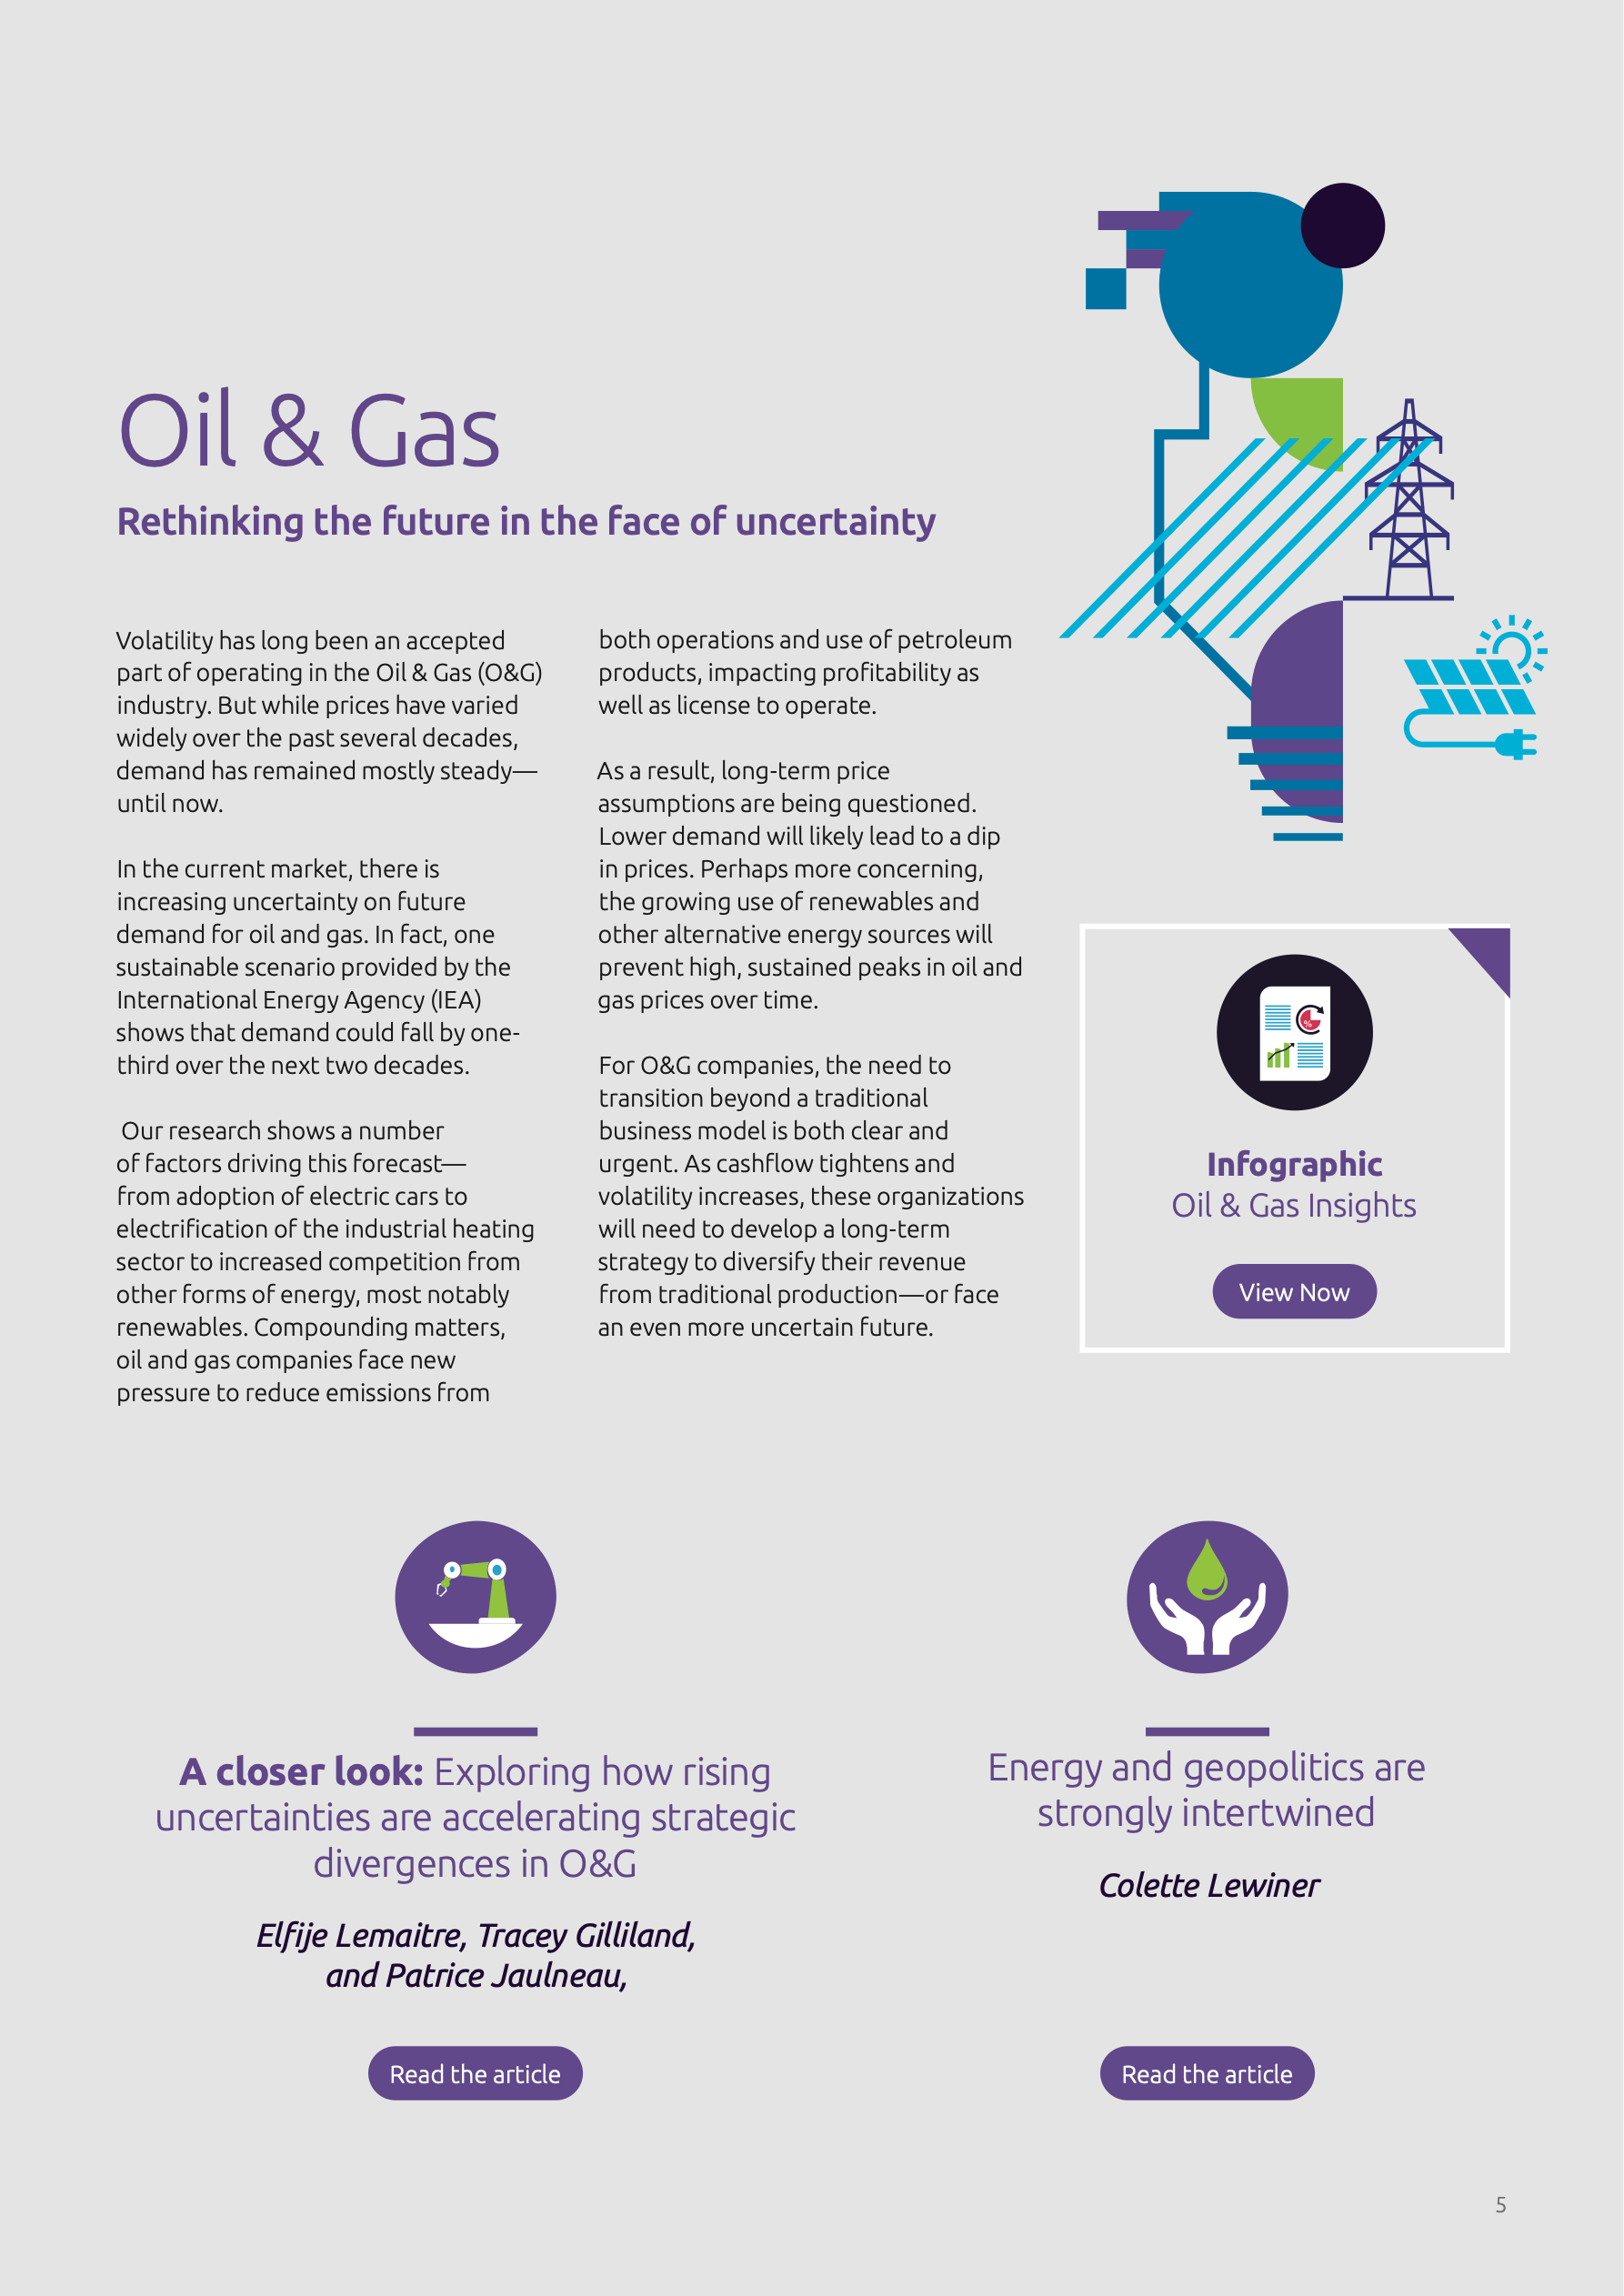 Oil & Gas
Rethinking the future in the face of uncertainty
Volatility has long been an accepted
part of operating in the Oil & Gas (O&G)
industry. But while prices have varied
widely over the past several decades,
demand has remained mostly steady—
until now.
In the current market, there is
increasing uncertainty on future
demand for oil and gas. In fact, one
sustainable scenario provided by the
International Energy Agency (IEA)
shows that demand could fall by one-
third over the next two decades.
Our research shows a number
of factors driving this forecast—
from adoption of electric cars to
electrification of the industrial heating
sector to increased competition from
other forms of energy, most notably
renewables. Compounding matters,
oil and gas companies face new
pressure to reduce emissions from
both operations and use of petroleum
products, impacting profitability as
well as license to operate.
As a result, long-term price
assumptions are being questioned.
Lower demand will likely lead to a dip
in prices. Perhaps more concerning,
the growing use of renewables and
other alternative energy sources will
prevent high, sustained peaks in oil and
gas prices over time.
For O&G companies, the need to
transition beyond a traditional
business model is both clear and
urgent. As cashflow tightens and
volatility increases, these organizations
will need to develop a long-term
strategy to diversify their revenue
from traditional production—or face
an even more uncertain future.
%
Infographic
Oil & Gas Insights
View Now
A closer look: Exploring how rising
uncertainties are accelerating strategic
divergences in O&G
Elfije Lemaitre, Tracey Gilliland,
and Patrice Jaulneau,
Read the article
Energy and geopolitics are
strongly intertwined
Colette Lewiner
Read the article
5